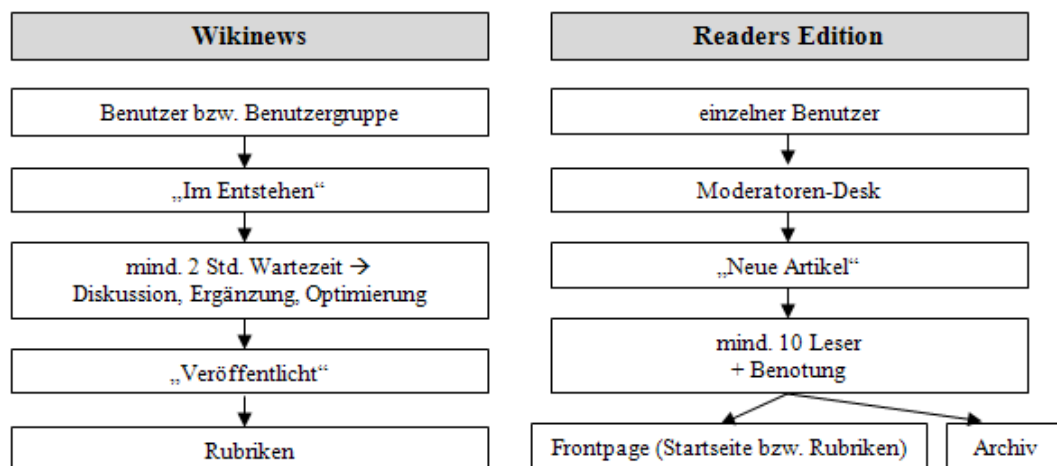 Wikinews
Benutzer bzw. Benutzergruppe
„Im Entstehen“
mind. 2 Std. Wartezeit →
Diskussion, Ergänzung, Optimierung
„Veröffentlicht“
Rubriken
Readers Edition
einzelner Benutzer
Moderatoren-Desk
„Neue Artikel“
mind. 10 Leser
+ Benotung
Frontpage (Startseite bzw. Rubriken)
Archiv